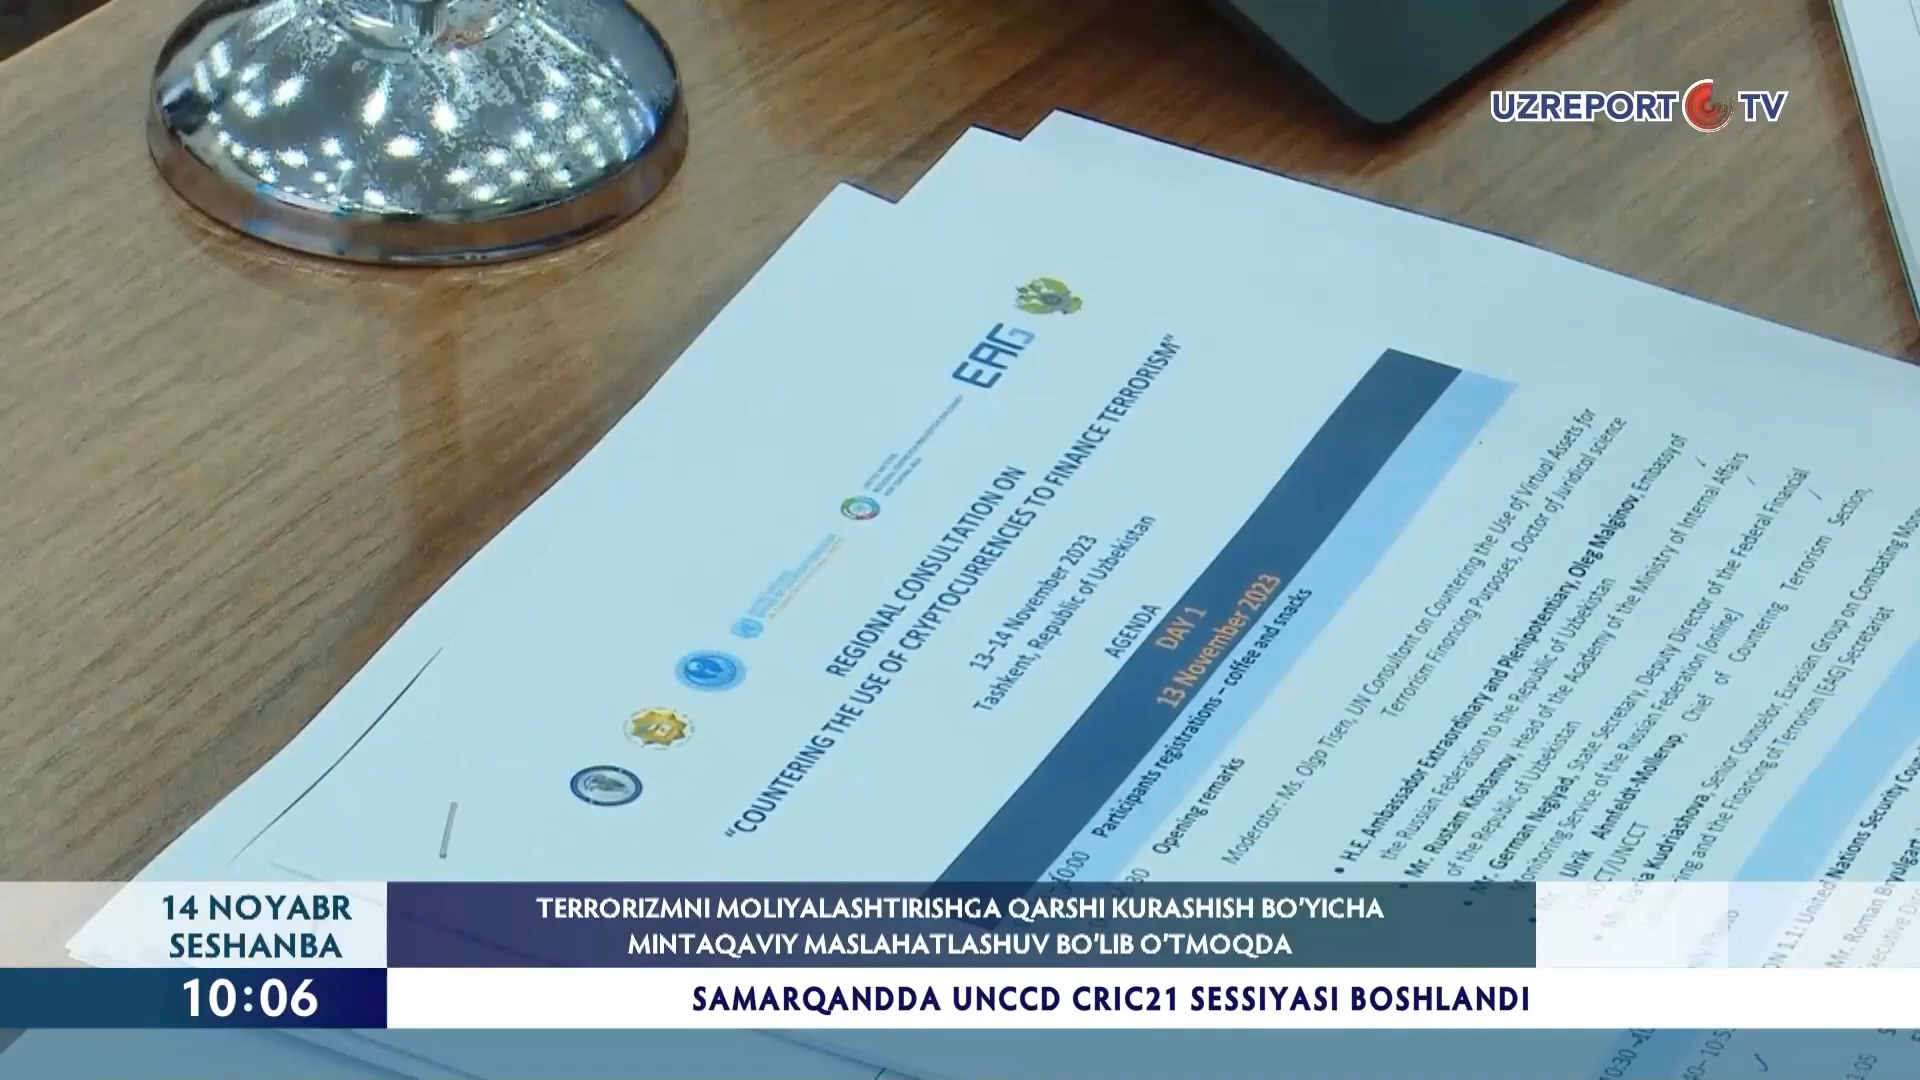 UZREPORT TV
EAG
REGIONAL CONSULTATION ON
“COUNTERING THE USE OF CRYPTOCURRENCIES TO FINANCE TERRORISM”
13-14 November 2023
Tashkent, Republic of Uzbekistan
AGENDA
DAY 1
13 November 2023
Participants registrations – coffee and snacks
Opening remarks
Moderator: Ms. Olga Tisen, UN Consultant on Countering the Use of Virtual Assets for
Terrorism Financing Purposes, Doctor of Juridical science
• H.E. Ambassador Extraordinary and Plenipotentiary, Oleg Malginov, Embassy of
the Russian Federation to the Republic of Uzbekistan
• Mr. Rustam Khatamov, Head of the Academy of the Ministry of Internal Affairs
of the Republic of Uzbekistan
• Mr. German Neglyad, State Secretary, Deputy Director of the Federal Financial
Monitoring Service of the Russian Federation [online]
Ulrik Ahnfeldt-Mollerup, Chief of Countering Terrorism Section,
/UNCCT
Kudriashova, Senior Counselor, Eurasian Group on Combating
and the Financing of Terrorism (EAG) Secretariat
1.1: United Nations Security
Mr. Roman
10:30
14 NOYABR
SESHANBA
10:06
TERRORIZMNI MOLIYALASHTIRISHGA QARSHI KURASHISH BO'YICHA
MINTAQAVIY MASLAHATLASHUV BO'LIB O'TMOQDA
SAMARQANDDA UNCCD CRIC21 SESSIYASI BOSHLANDI